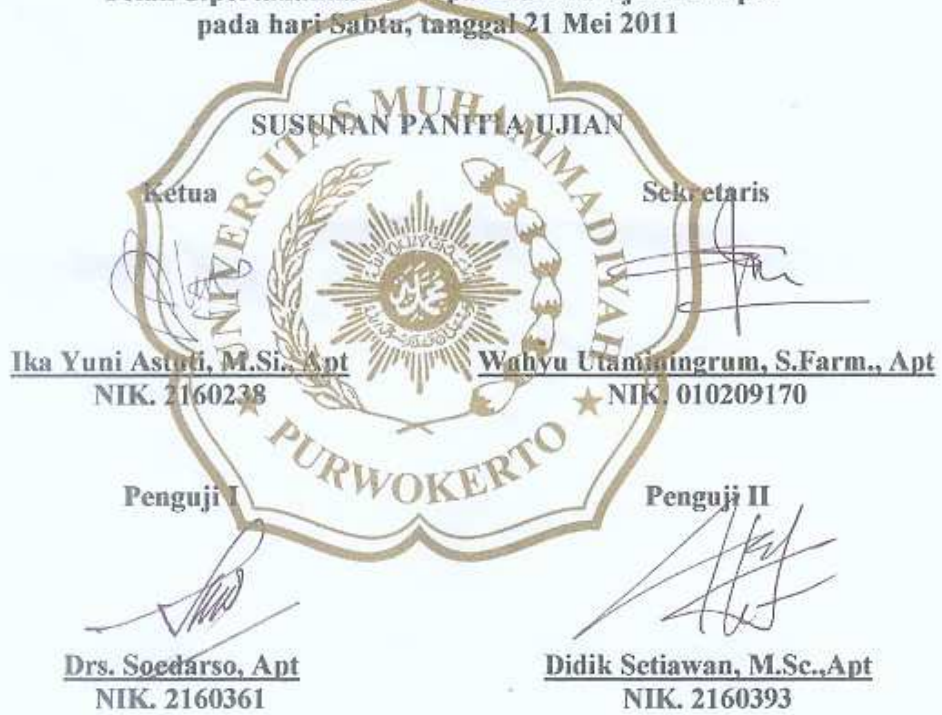 pada hari Sabtu, tanggal 21 Mei 2011
SUSUNAN PANITIA UJIAN
Ketua
Sekretaris
Ika Yuni Astuti, M.Si., Apt
NIK. 2160238
Wahyu Utaminingrum, S.Farm., Apt
NIK. 010209170
Penguji I
Penguji II
Drs. Soedarso, Apt
NIK. 2160361
Didik Setiawan, M.Sc.,Apt
NIK. 2160393
UNIVERSITAS MUHAMMADIYAH
PURWOKERTO